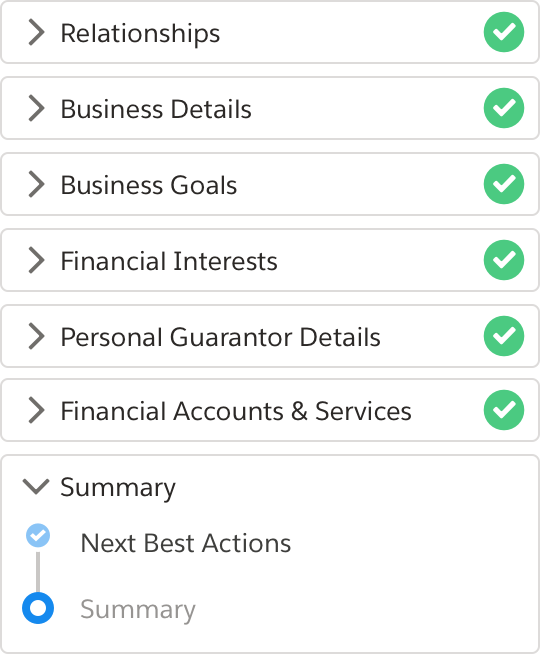 Relationships
Business Details
Business Goals
Financial Interests
Personal Guarantor Details
Financial Accounts & Services
Summary
Next Best Actions
Summary